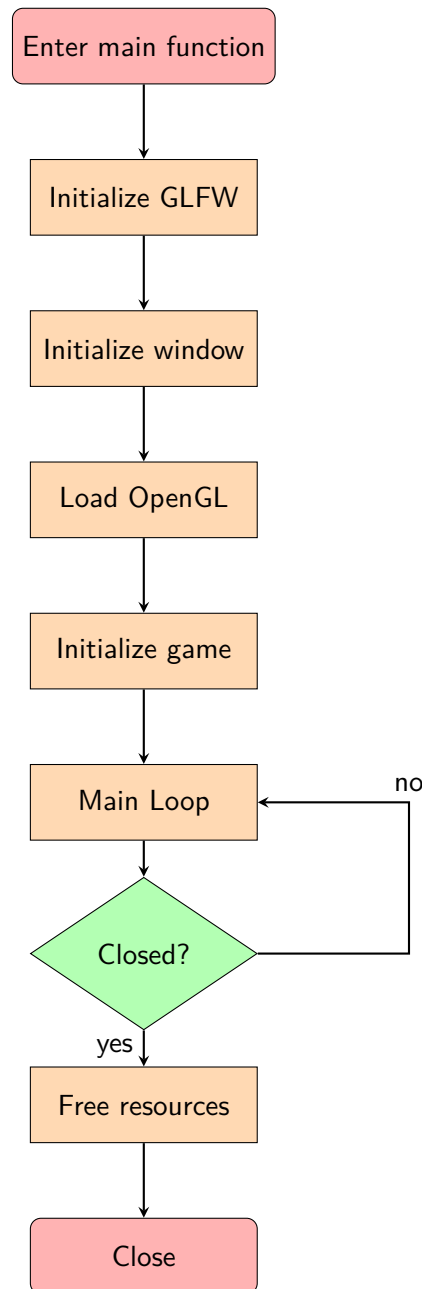 Enter main function
Initialize GLFW
Initialize window
Load OpenGL
Initialize game
Main Loop
no
Closed?
yes
Free resources
Close